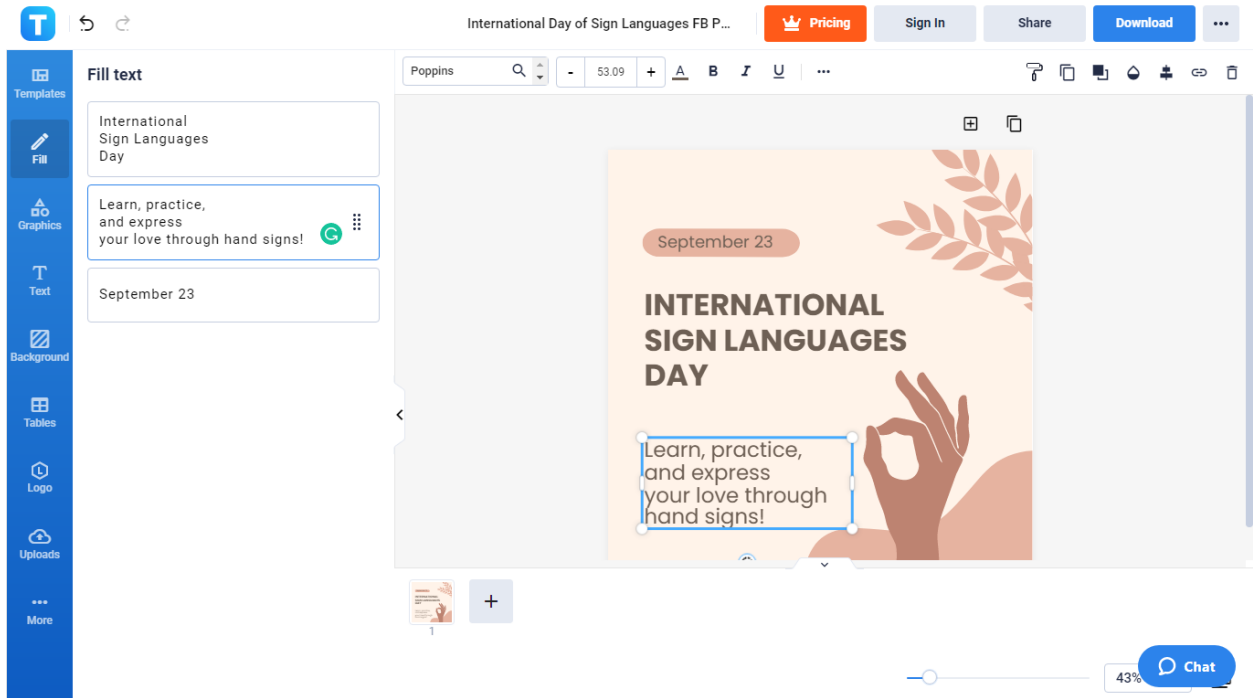 T
International Day of Sign Languages FB P...
Pricing
Sign In
Share
Download
Templates
Fill
Graphics
Text
Background
Tables
Logo
Uploads
More
Fill text
International
Sign Languages
Day
Learn, practice,
and express
your love through hand signs!
September 23
Poppins
- 53.09 + A B I U
September 23
INTERNATIONAL
SIGN LANGUAGES
DAY
Learn, practice,
and express
your love through
hand signs!
+
1
43%
Chat